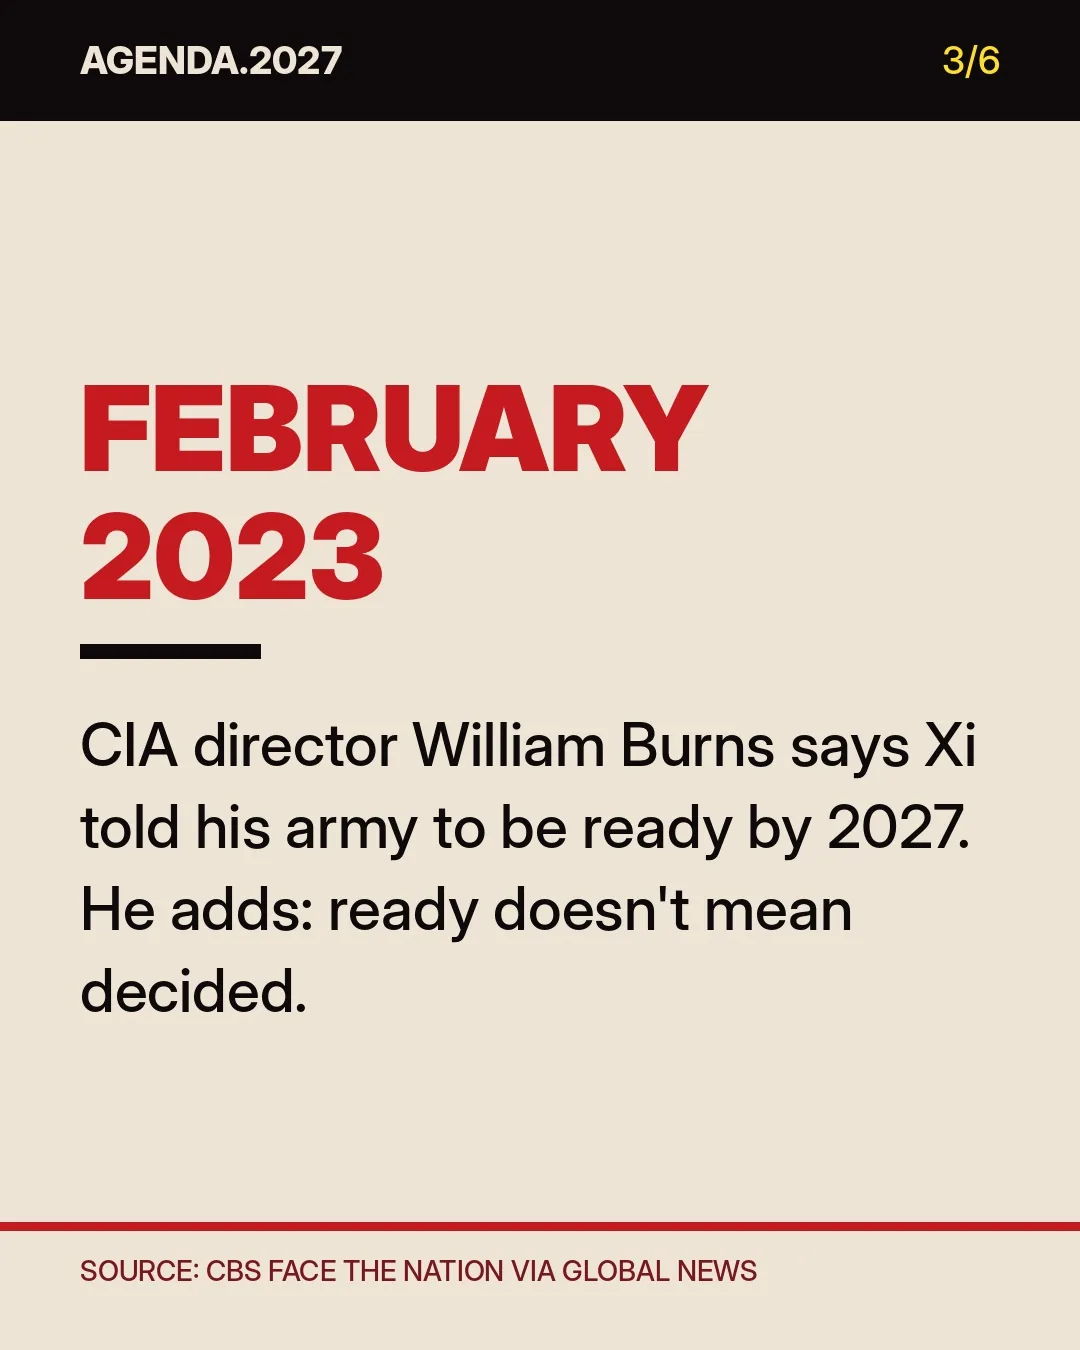 AGENDA.2027
3/6
FEBRUARY
2023
CIA director William Burns says Xi
told his army to be ready by 2027.
He adds: ready doesn't mean
decided.
SOURCE: CBS FACE THE NATION VIA GLOBAL NEWS